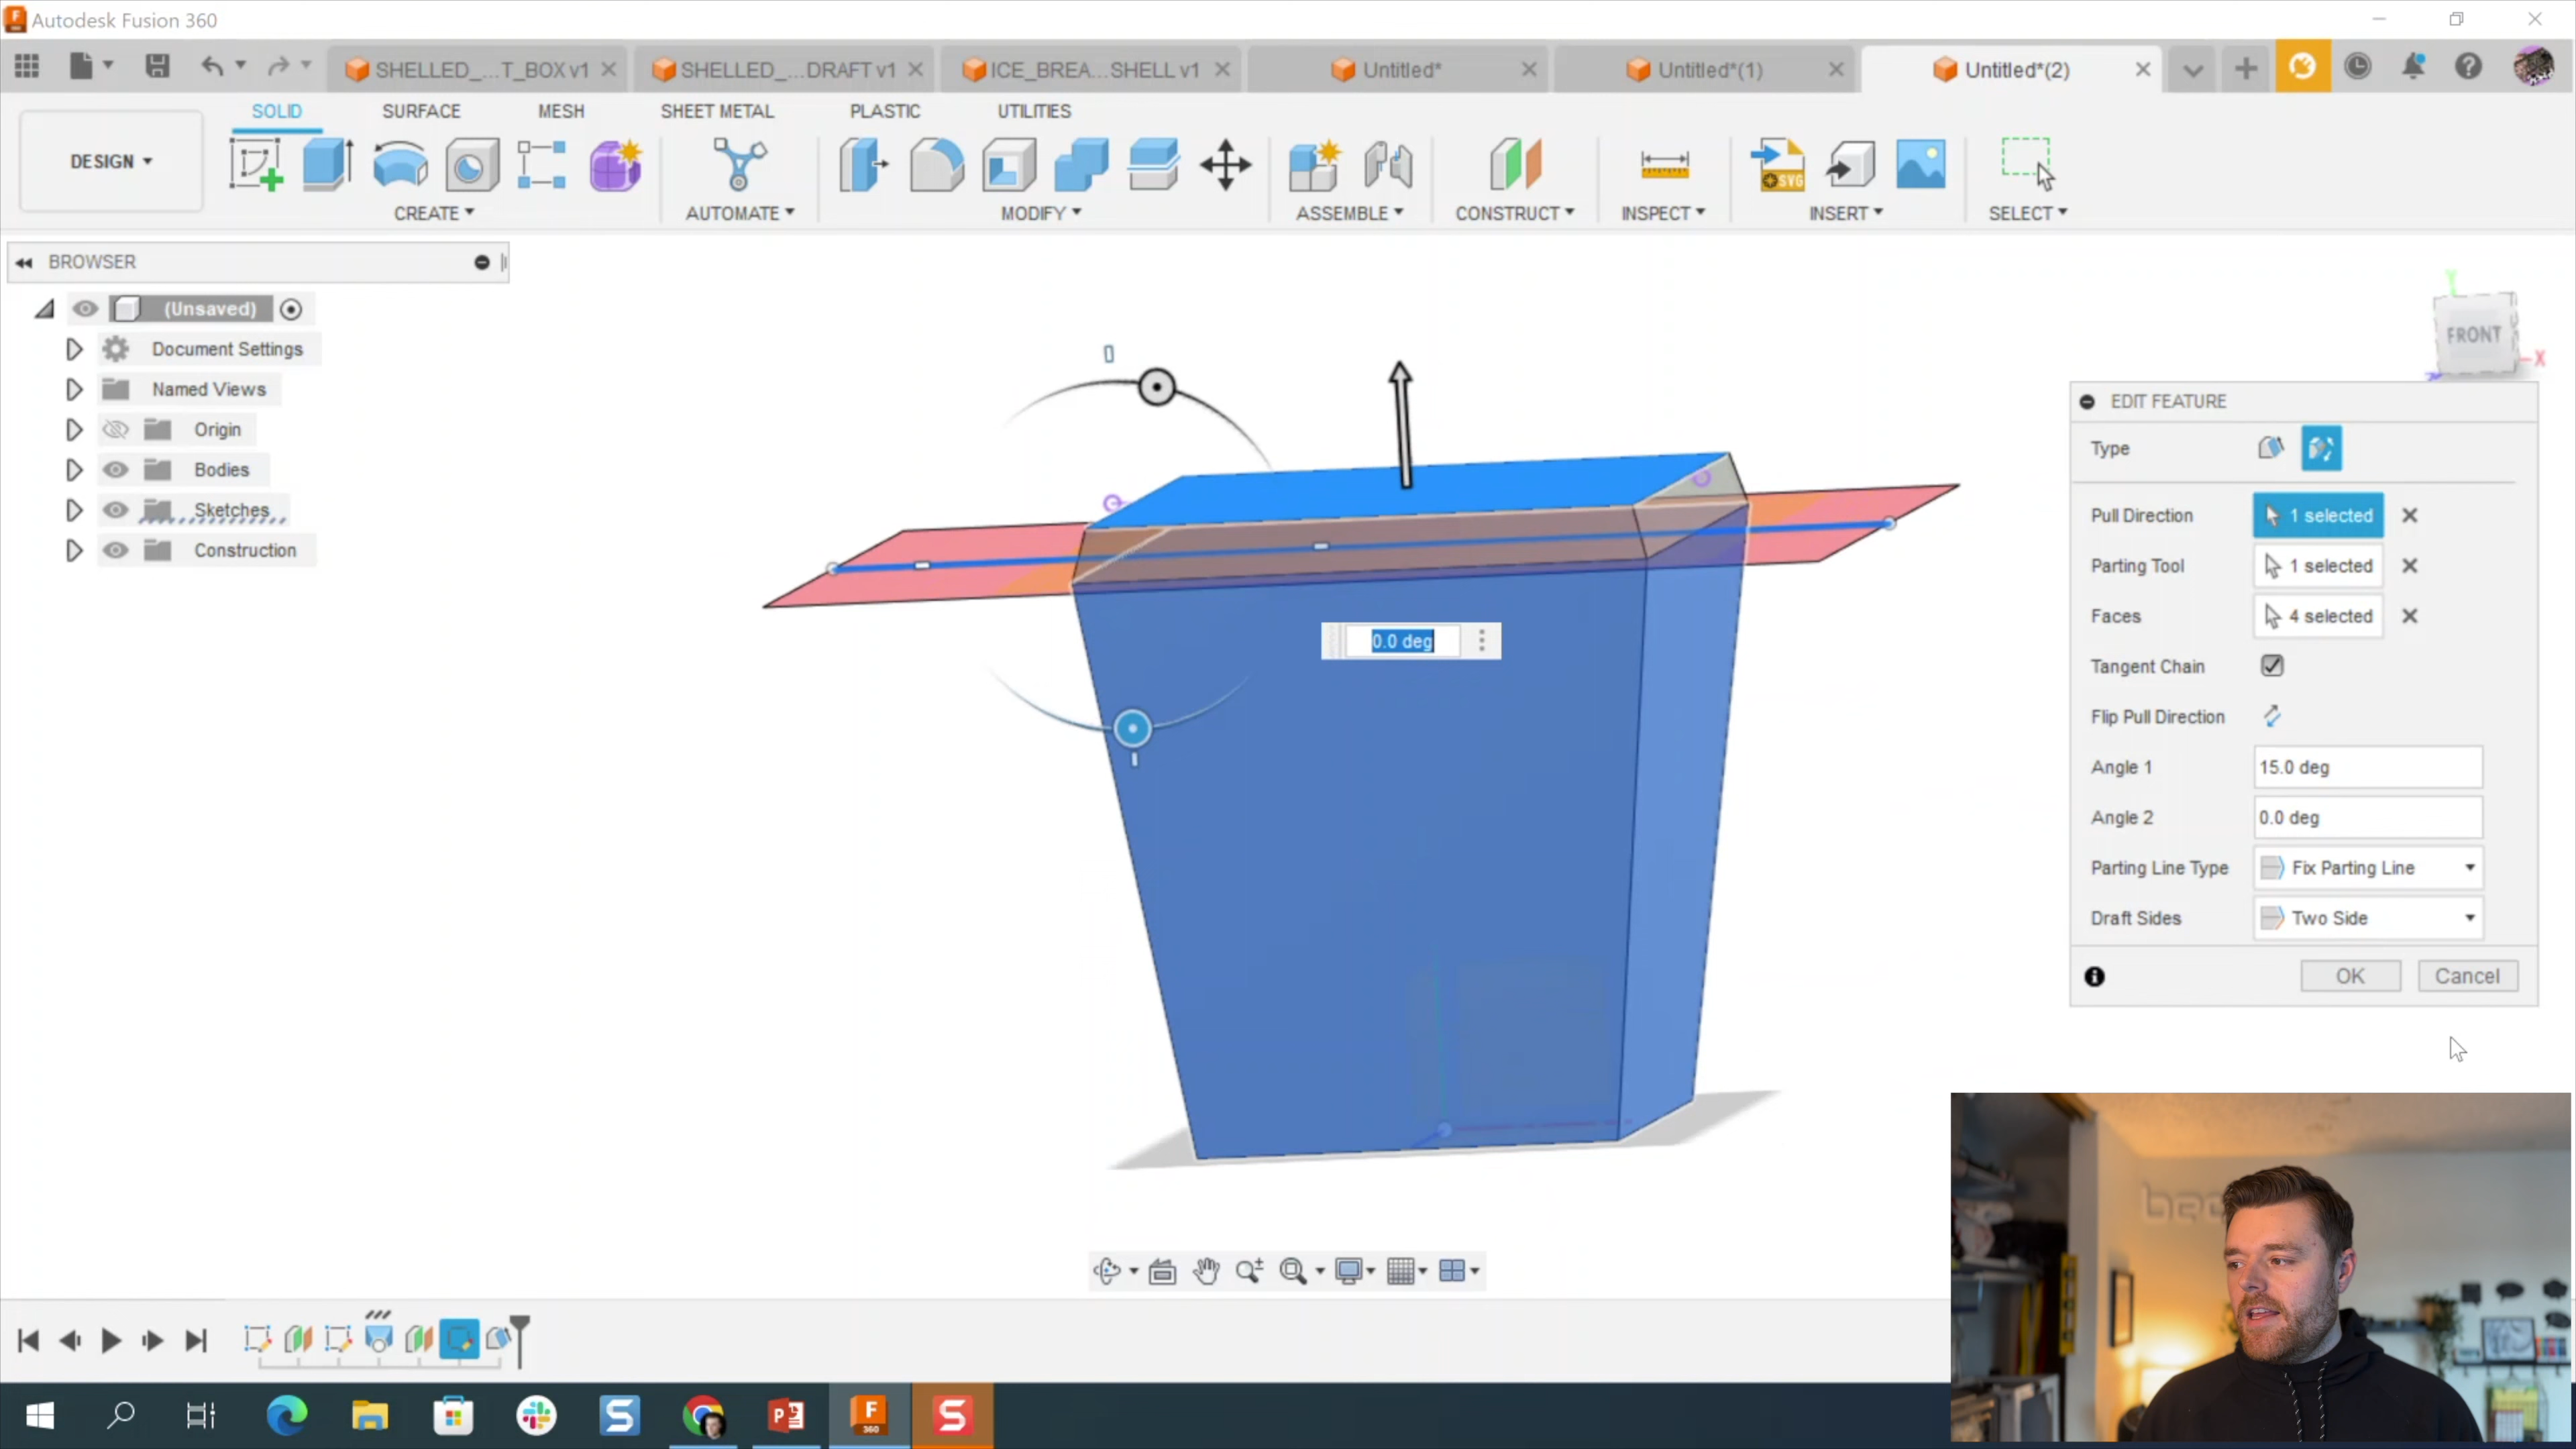 Autodesk Fusion 360
SHELLED_...T_BOX v1
SHELLED_...DRAFT v1
ICE_BREA...SHELL v1
Untitled*
Untitled*(1)
Untitled*(2)
SOLID
SURFACE
MESH
SHEET METAL
PLASTIC
UTILITIES
DESIGN
CREATE
AUTOMATE
MODIFY
ASSEMBLE
CONSTRUCT
INSPECT
SVG
INSERT
SELECT
BROWSER
(Unsaved)
Document Settings
Named Views
Origin
Bodies
Sketches
Construction
FRONT
X
0.0 deg
EDIT FEATURE
Type
Pull Direction 1 selected
Parting Tool 1 selected
Faces 4 selected
Tangent Chain
Flip Pull Direction
Angle 1 15.0 deg
Angle 2 0.0 deg
Parting Line Type Fix Parting Line
Draft Sides Two Side
OK Cancel